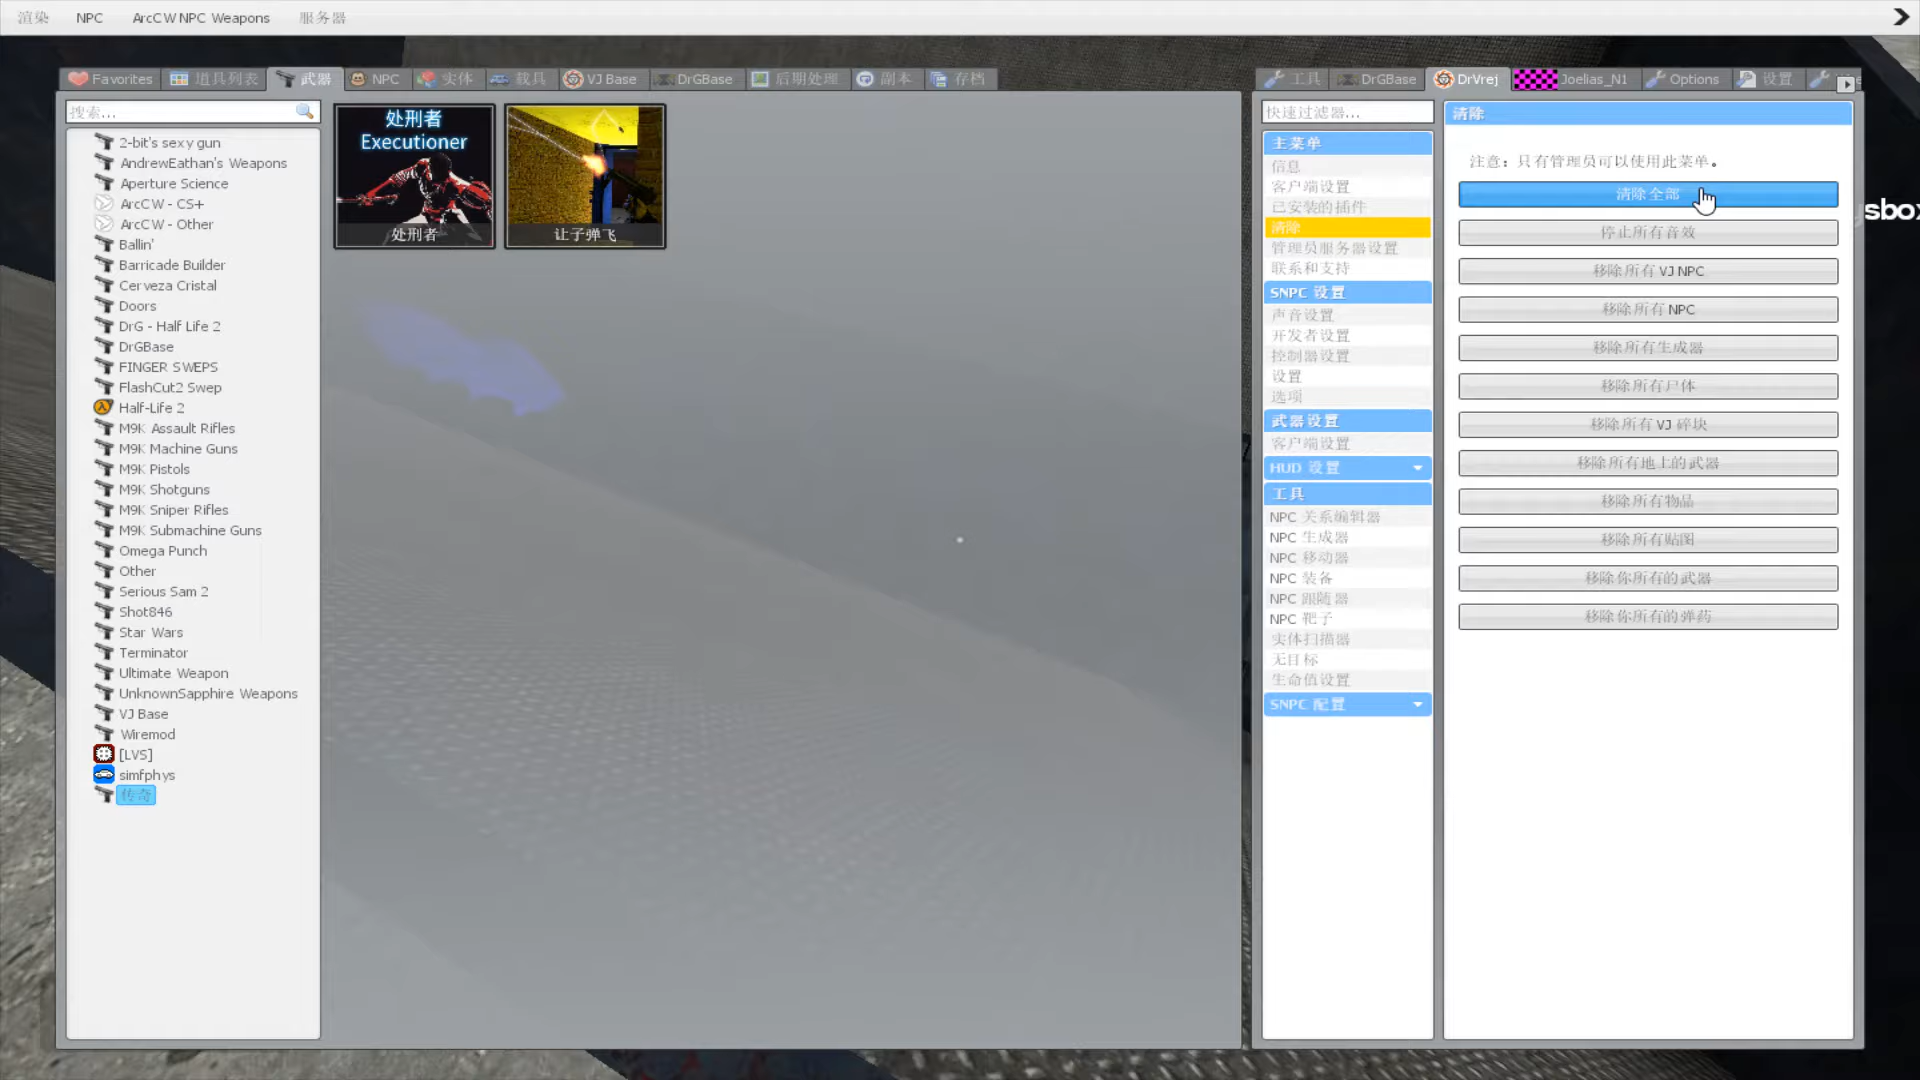 渲染 NPC ArcCW NPC Weapons 服务器
Favorites 道具列表 武器 NPC 实体 载具 VJ Base DrGBase 后期处理 副本 存档
工具 DrGBase DrVrej Joelias_N1 Options 设置
搜索...
2-bit's sexy gun
AndrewEathan's Weapons
Aperture Science
ArcCW - CS+
ArcCW - Other
Ballin'
Barricade Builder
Cerveza Cristal
Doors
DrG - Half Life 2
DrGBase
FINGER SWEPS
FlashCut2 Swep
Half-Life 2
M9K Assault Rifles
M9K Machine Guns
M9K Pistols
M9K Shotguns
M9K Sniper Rifles
M9K Submachine Guns
Omega Punch
Other
Serious Sam 2
Shot846
Star Wars
Terminator
Ultimate Weapon
UnknownSapphire Weapons
VJ Base
Wiremod
[LVS]
simfphys
传奇
处刑者
Executioner
处刑者
让子弹飞
快速过滤器...
主菜单
信息
客户端设置
已安装的插件
清除
管理员服务器设置
联系和支持
SNPC 设置
声音设置
开发者设置
控制器设置
设置
选项
武器设置
客户端设置
HUD 设置
工具
NPC 关系编辑器
NPC 生成器
NPC 移动器
NPC 装备
NPC 跟随器
NPC 靶子
实体扫描器
无目标
生命值设置
SNPC 配置
清除
注意：只有管理员可以使用此菜单。
清除全部
停止所有音效
移除所有 VJ NPC
移除所有 NPC
移除所有生成器
移除所有尸体
移除所有 VJ 碎块
移除所有地上的武器
移除所有物品
移除所有贴图
移除你所有的武器
移除你所有的弹药
sbox